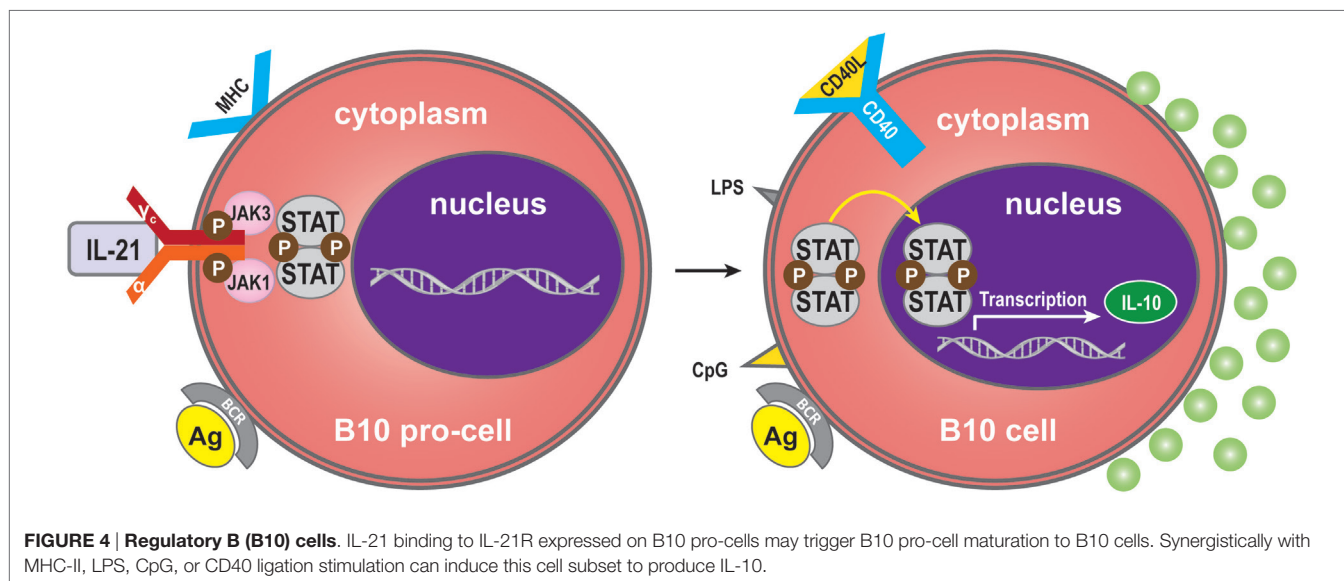 MHC
cytoplasm
nucleus
γc
IL-21
α
P
P
JAK3
JAK1
STAT
P
P
STAT
BCR
Ag
B10 pro-cell
CD40L
CD40
cytoplasm
LPS
nucleus
STAT
P
P
STAT
STAT
P
P
STAT
Transcription
IL-10
CpG
BCR
Ag
B10 cell
FIGURE 4 | Regulatory B (B10) cells. IL-21 binding to IL-21R expressed on B10 pro-cells may trigger B10 pro-cell maturation to B10 cells. Synergistically with
MHC-II, LPS, CpG, or CD40 ligation stimulation can induce this cell subset to produce IL-10.